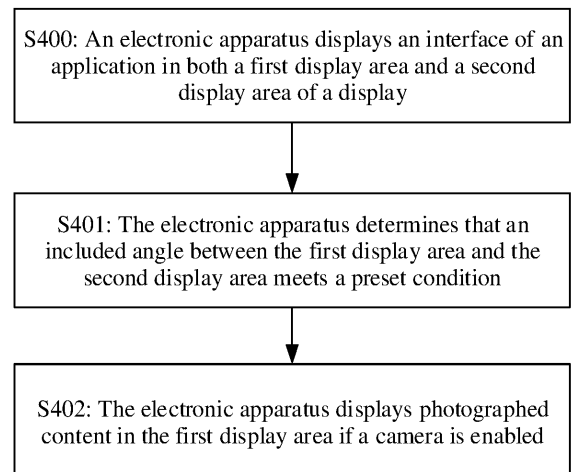 S400: An electronic apparatus displays an interface of an
application in both a first display area and a second
display area of a display
S401: The electronic apparatus determines that an
included angle between the first display area and the
second display area meets a preset condition
S402: The electronic apparatus displays photographed
content in the first display area if a camera is enabled